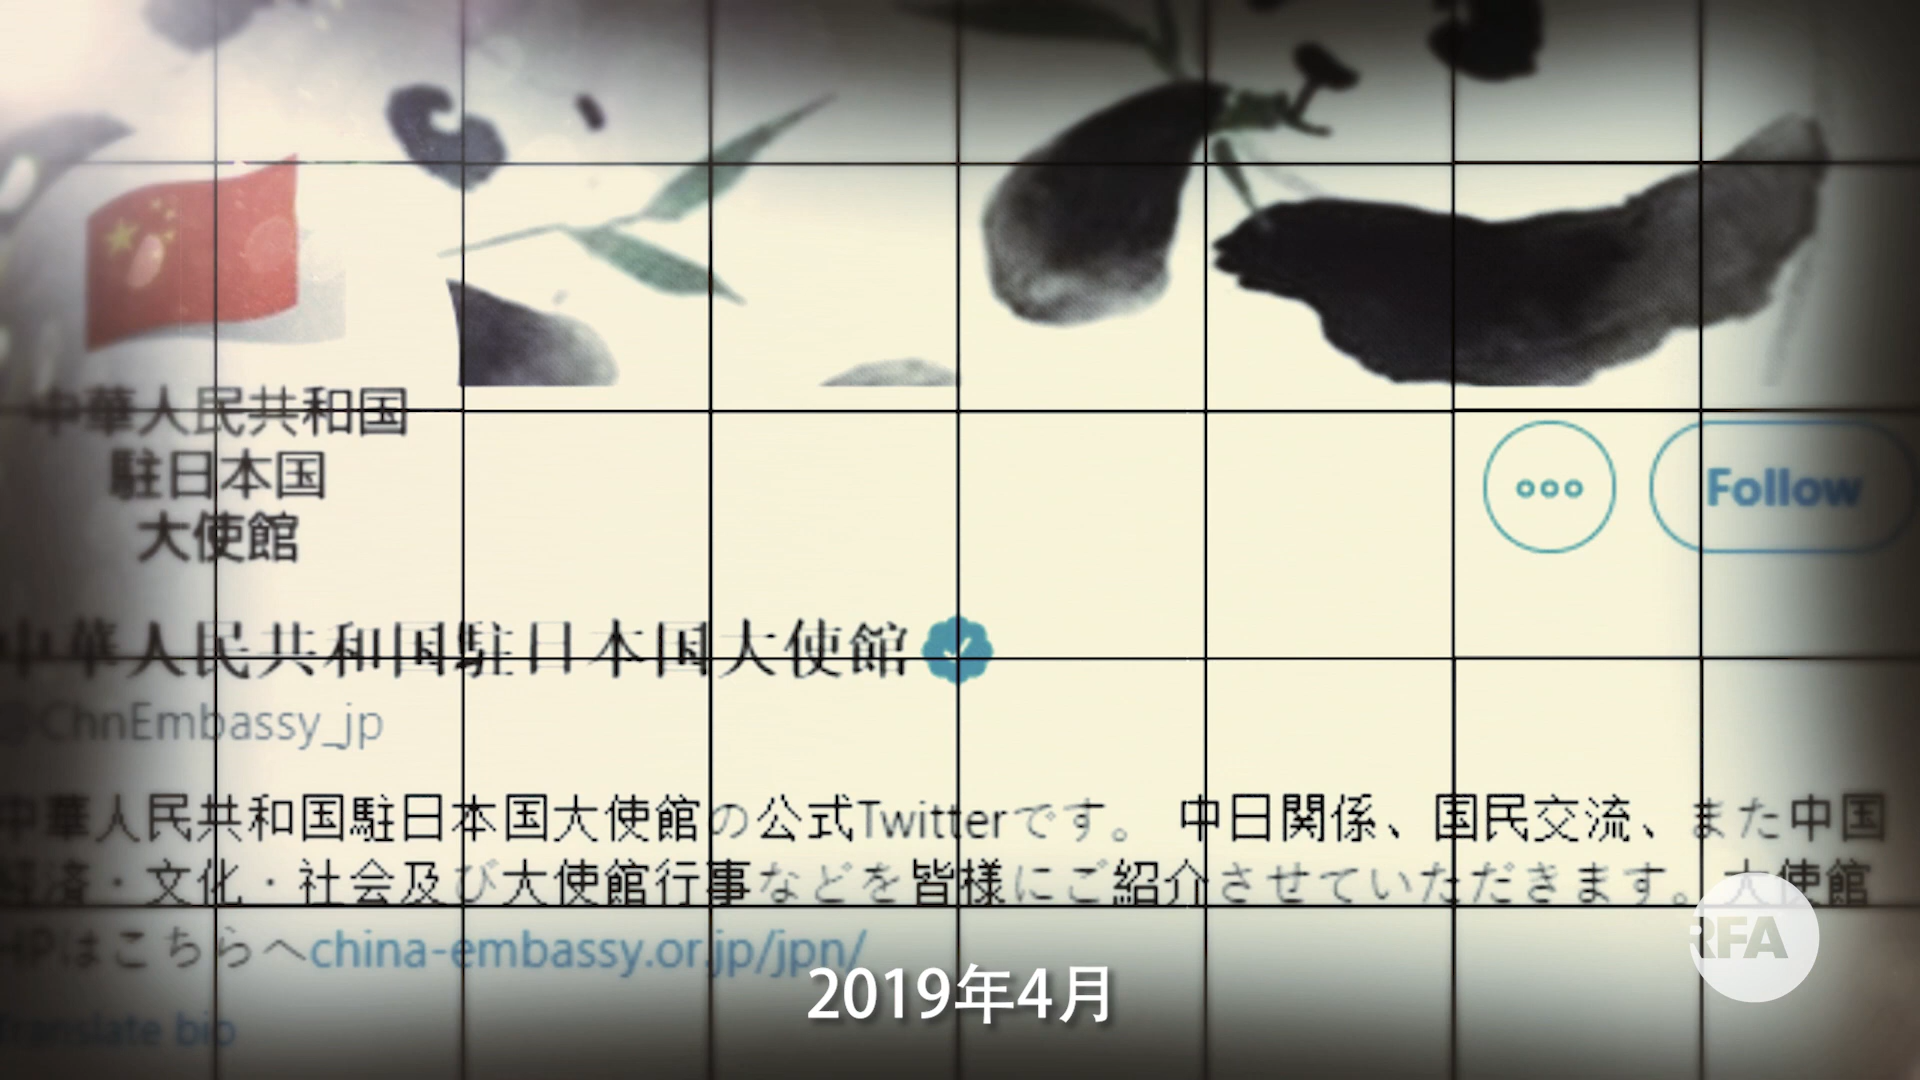 中華人民共和国
駐日本国
大使館
Follow
中華人民共和国駐日本国大使館
@ChnEmbassy_jp
中華人民共和国駐日本国大使館の公式Twitterです。 中日関係、国民交流、また中国
経済・文化・社会及び大使館行事などを皆様にご紹介させていただきます。大使館
HPはこちらへchina-embassy.or.jp/jpn/
Translate bio
2019年4月
RFA